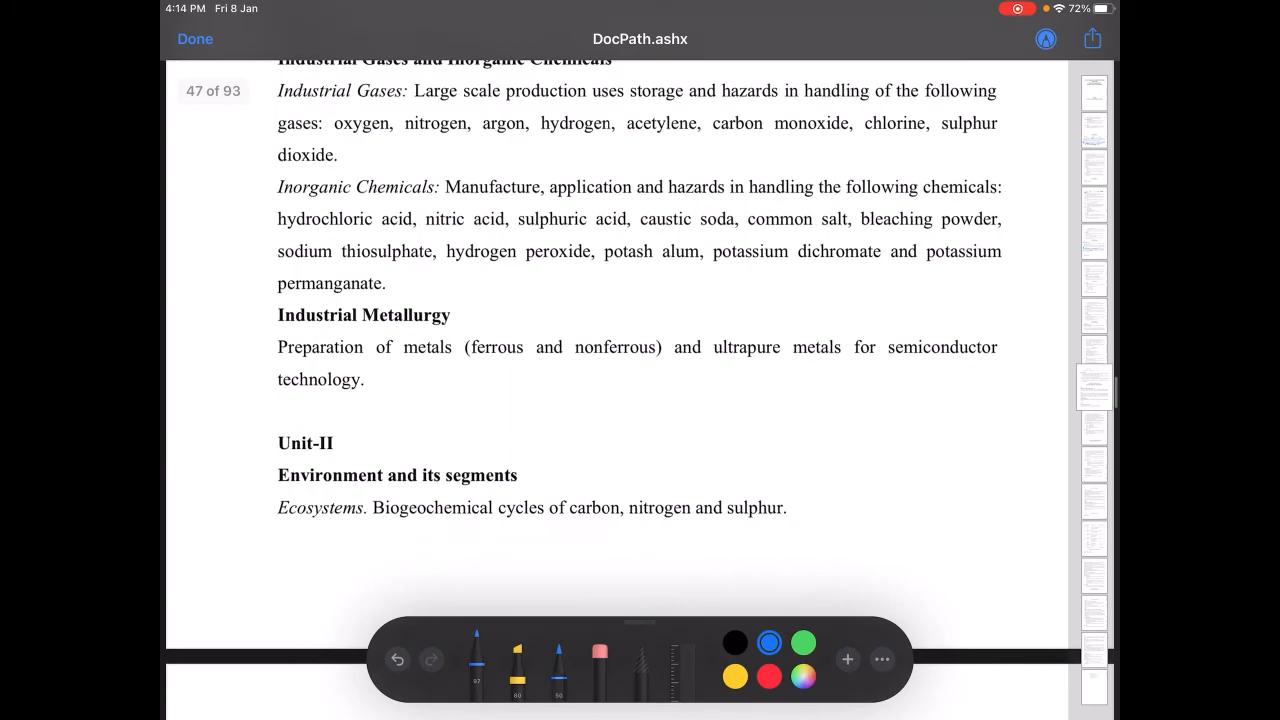 4:14 PM Fri 8 Jan
72%
Done
DocPath.ashx
47 of 93
Industrial Gases and Inorganic Chemicals
Industrial Gases: Large scale production uses storage and hazards in handling of the following
gases: oxygen, nitrogen, argon, hydrogen, acetylene, carbon monoxide, chlorine, sulphur
dioxide.
Inorganic Chemicals: Manufacture, application and hazards in handling the following chemicals:
hypochloric acid, nitric acid, sulphuric acid, caustic soda, common salt, bleaching powder
sodium thiosulphate, hydrogen peroxide, potash alum, potassium dichromate and potassium
permanganate.
Industrial Metallurgy
Preparation of metals (ferrous and nonferrous) and ultrapure metals for semiconductor
technology.
Unit-II
Environment and its segments
Ecosystems. Biogeochemical cycles of carbon, nitrogen and sulphur.
80
50